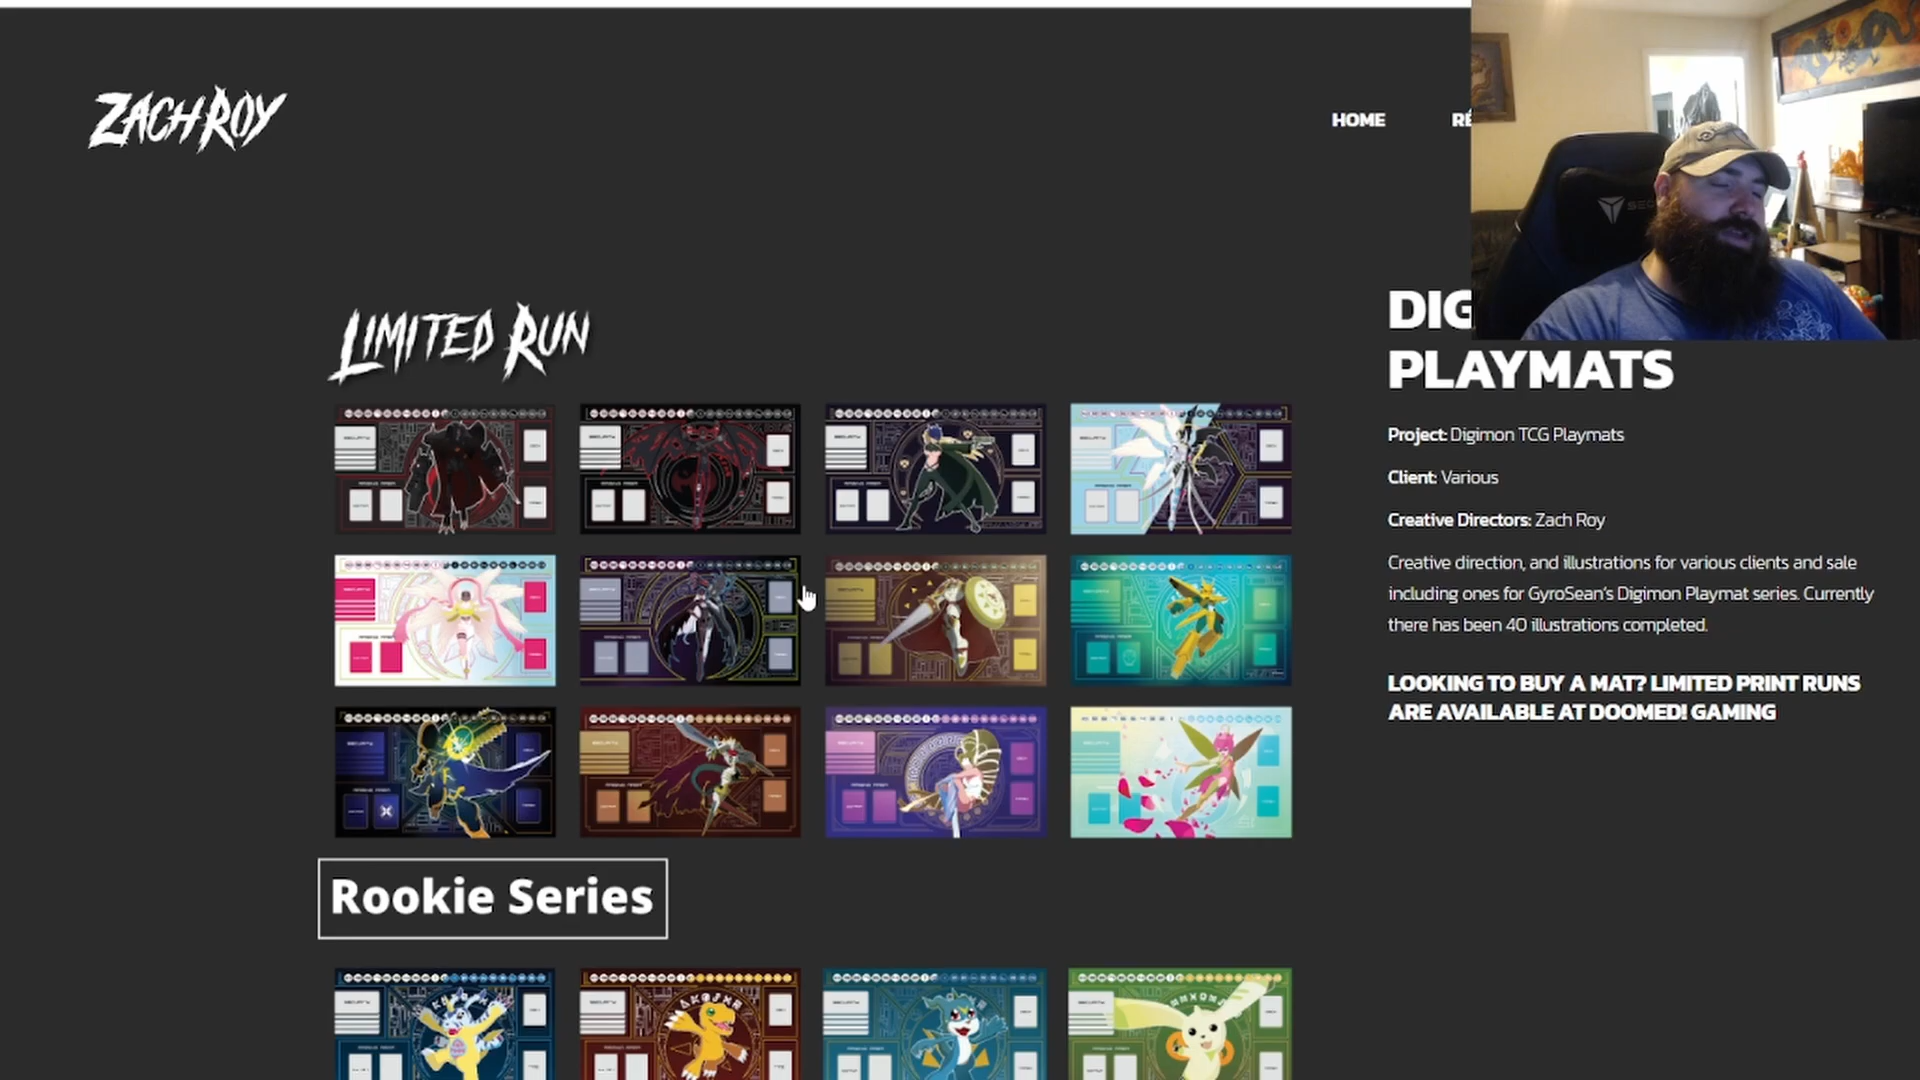 ZACH ROY
HOME
RÉ
LIMITED RUN
DIG
PLAYMATS
Project: Digimon TCG Playmats
Client: Various
Creative Directors: Zach Roy
Creative direction, and illustrations for various clients and sale
including ones for GyroSean's Digimon Playmat series. Currently
there has been 40 illustrations completed.
LOOKING TO BUY A MAT? LIMITED PRINT RUNS
ARE AVAILABLE AT DOOMED! GAMING
Rookie Series